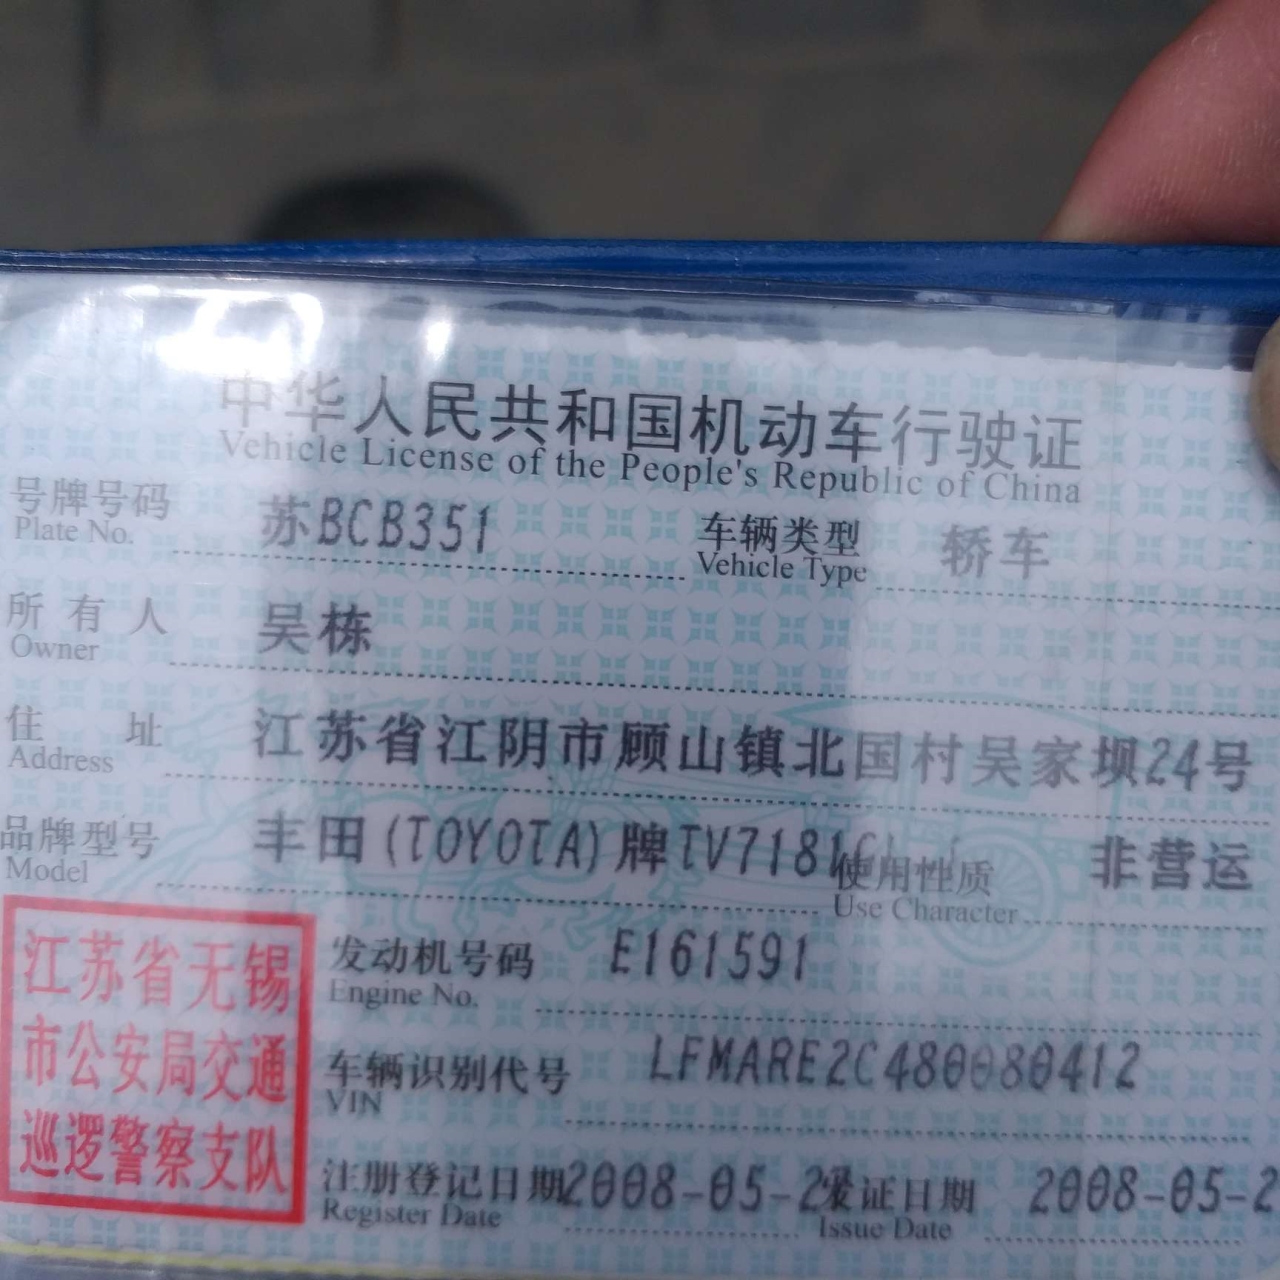 中华人民共和国机动车行驶证
Vehicle License of the People's Republic of China
号牌号码 苏BCB351 车辆类型 轿车
Plate No. Vehicle Type
所有人 吴栋
Owner
住址 江苏省江阴市顾山镇北国村吴家坝24号
Address
品牌型号 丰田(TOYOTA)牌TV7181 使用性质 非营运
Model Use Character
江苏省无锡
市公安局交通
巡逻警察支队
发动机号码 E161591
Engine No.
车辆识别代号 LFMARE2C480080412
VIN
注册登记日期 2008-05-2 发证日期 2008-05-2
Register Date Issue Date